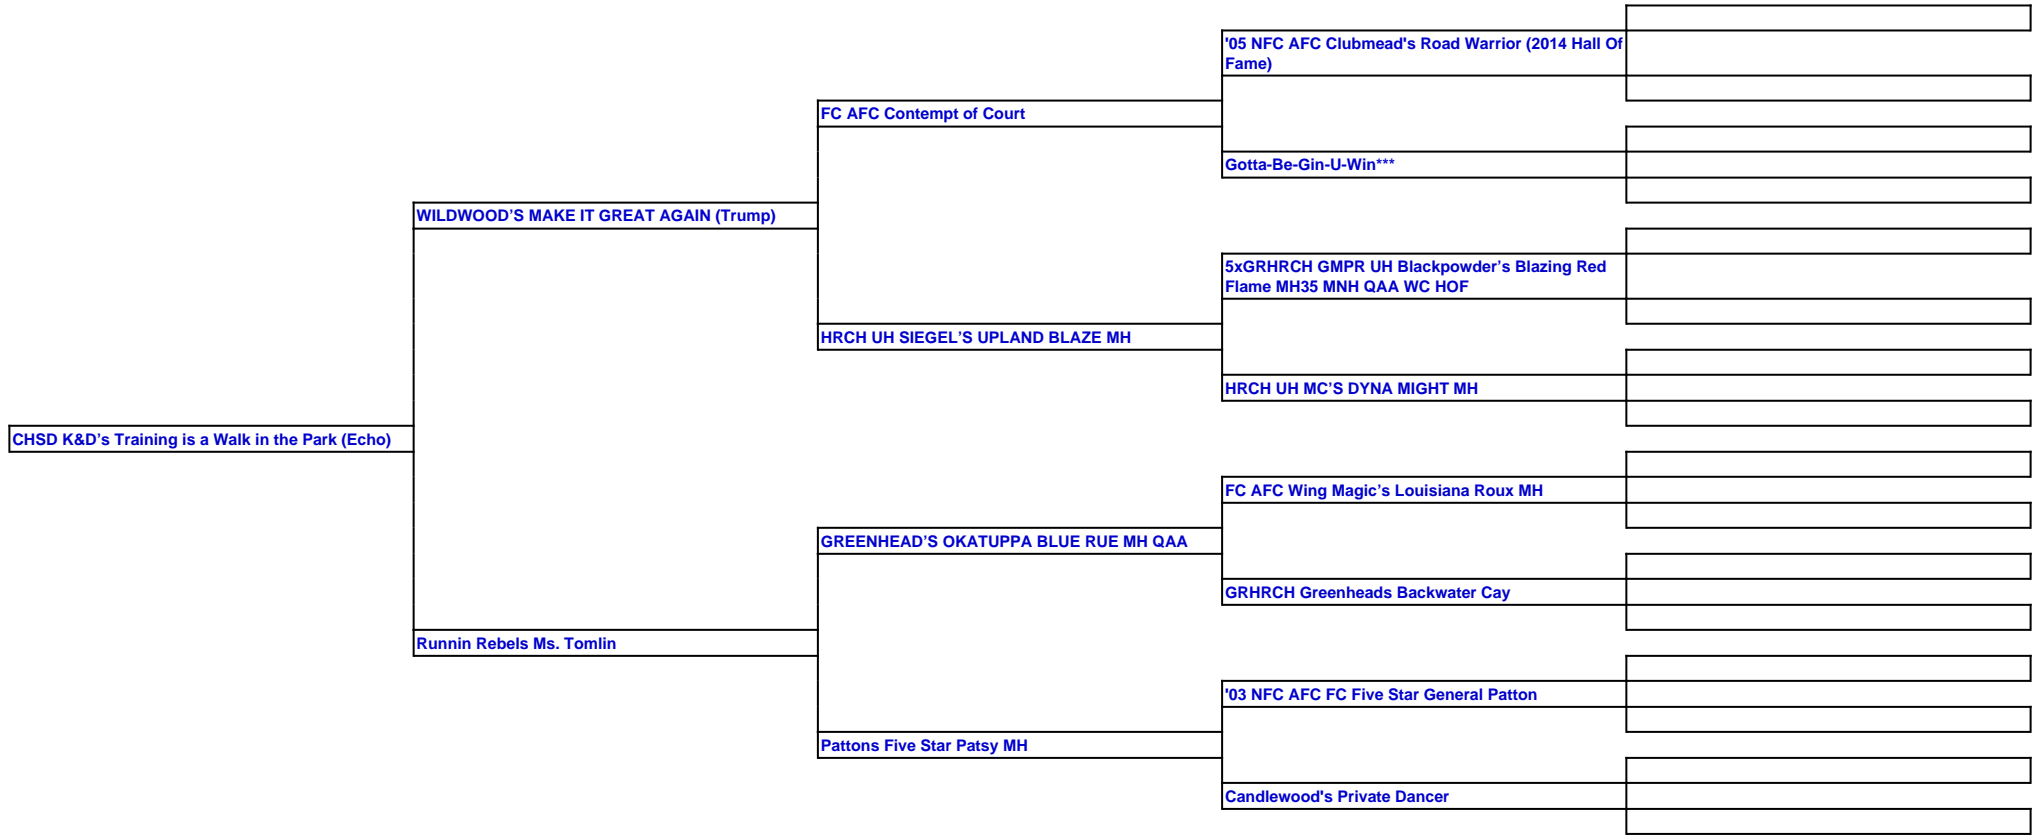 '05 NFC AFC Clubmead's Road Warrior (2014 Hall Of
Fame)
FC AFC Contempt of Court
Gotta-Be-Gin-U-Win***
WILDWOOD’S MAKE IT GREAT AGAIN (Trump)
5xGRHRCH GMPR UH Blackpowder’s Blazing Red
Flame MH35 MNH QAA WC HOF
HRCH UH SIEGEL’S UPLAND BLAZE MH
HRCH UH MC’S DYNA MIGHT MH
CHSD K&D’s Training is a Walk in the Park (Echo)
FC AFC Wing Magic’s Louisiana Roux MH
GREENHEAD’S OKATUPPA BLUE RUE MH QAA
GRHRCH Greenheads Backwater Cay
Runnin Rebels Ms. Tomlin
'03 NFC AFC FC Five Star General Patton
Pattons Five Star Patsy MH
Candlewood's Private Dancer